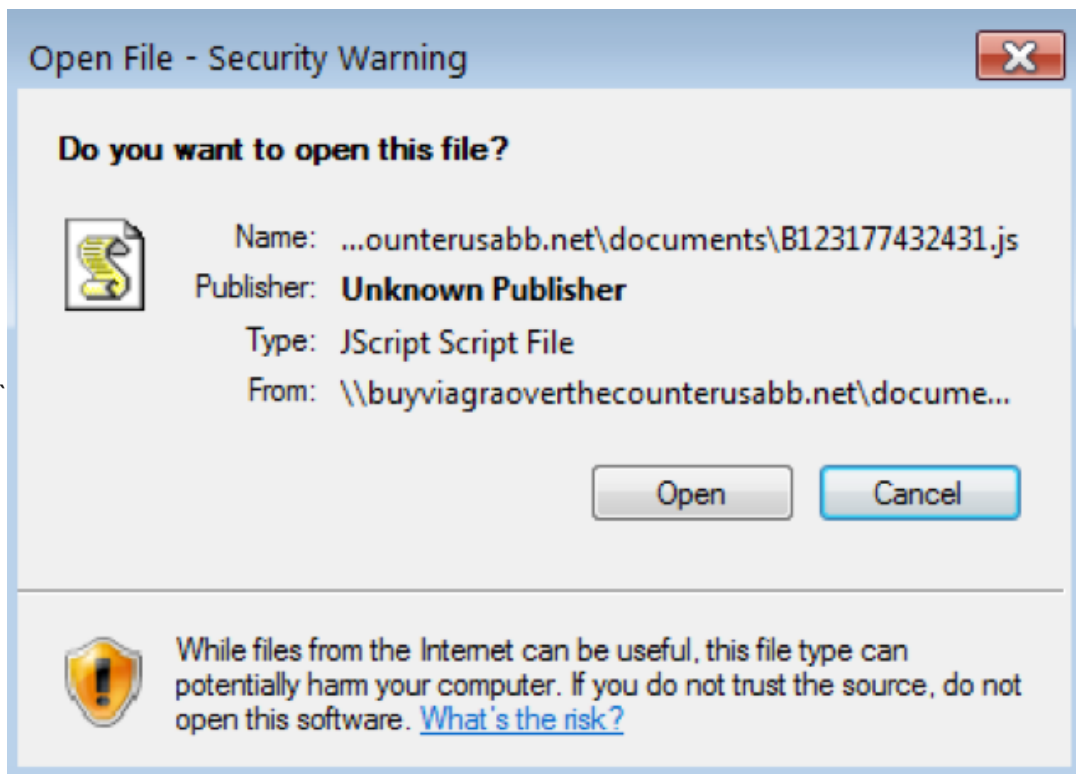 Open File - Security Warning
Do you want to open this file?
Name: ...ounterusabb.net\documents\B123177432431.js
Publisher: Unknown Publisher
Type: JScript Script File
From: \\buyviagraoverthecounterusabb.net\docume...
Open Cancel
While files from the Internet can be useful, this file type can
potentially harm your computer. If you do not trust the source, do not
open this software. What's the risk?